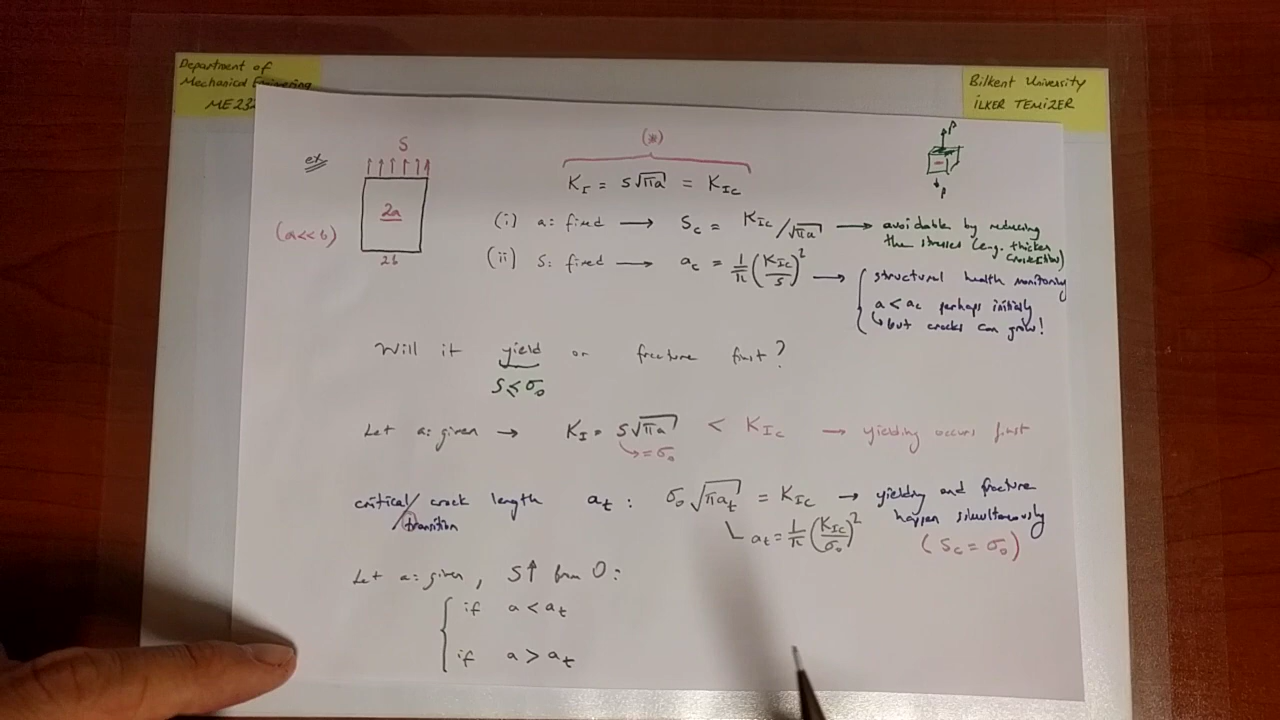 Department of
Mechanical Engineering
ME 232
Bilkent University
İLKER TEMİZER
ex
S
2a
(a<<b)
2b
(*)
K_I = S√πa = K_Ic
P
P
(i) a: fixed → S_c = K_Ic/√πa → avoidable by reducing
the stresses (e.g. thicker
(ii) S: fixed → a_c = 1/π (K_Ic/S)² → structural health monitoring
a < a_c perhaps initially
↳ but cracks can grow!
Will it yield or fracture first?
S ≤ σ₀
Let a: given → K_I = S√πa < K_Ic → yielding occurs first
↳ = σ₀
critical/ crack length a_t : σ₀√πa_t = K_Ic → yielding and fracture
transition
happen simultaneously
a_t = 1/π (K_Ic/σ₀)²
(S_c = σ₀)
Let a: given, S↑ from 0:
if a < a_t
if a > a_t